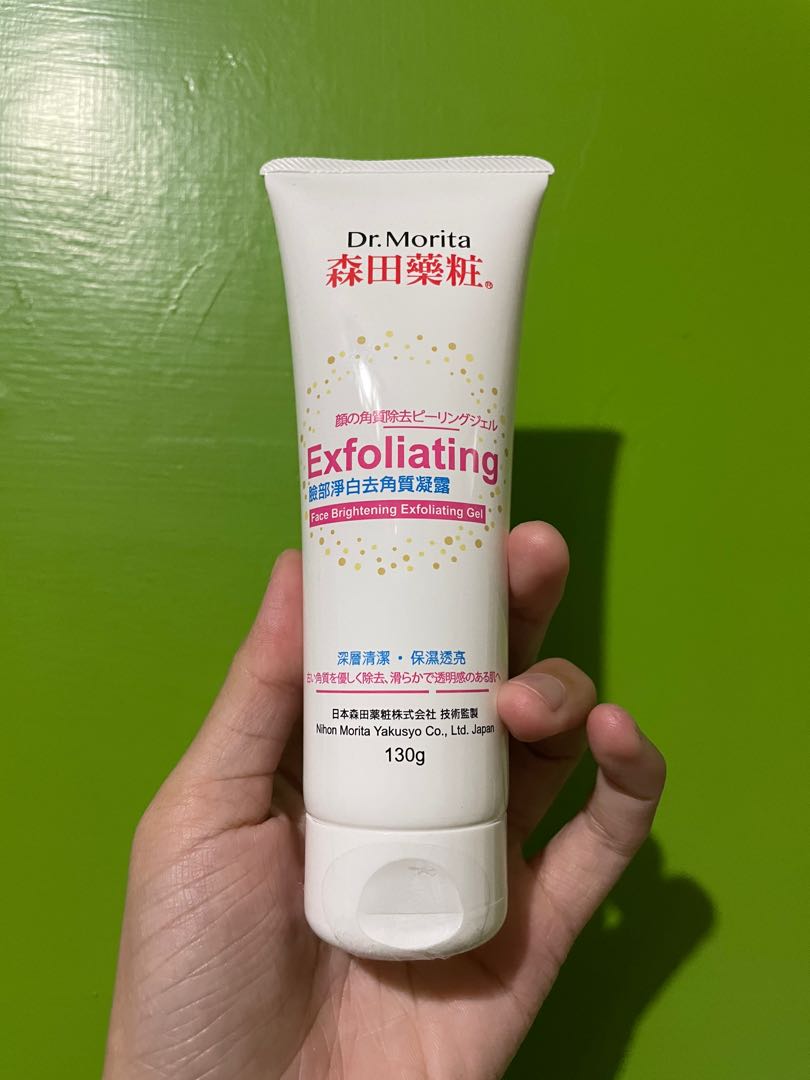 Dr.Morita
森田藥粧®
顔の角質除去ピーリングジェル
Exfoliating
臉部淨白去角質凝露
Face Brightening Exfoliating Gel
深層清潔・保濕透亮
古い角質を優しく除去、滑らかで透明感のある肌へ
日本森田薬粧株式会社 技術監製
Nihon Morita Yakusyo Co., Ltd. Japan
130g